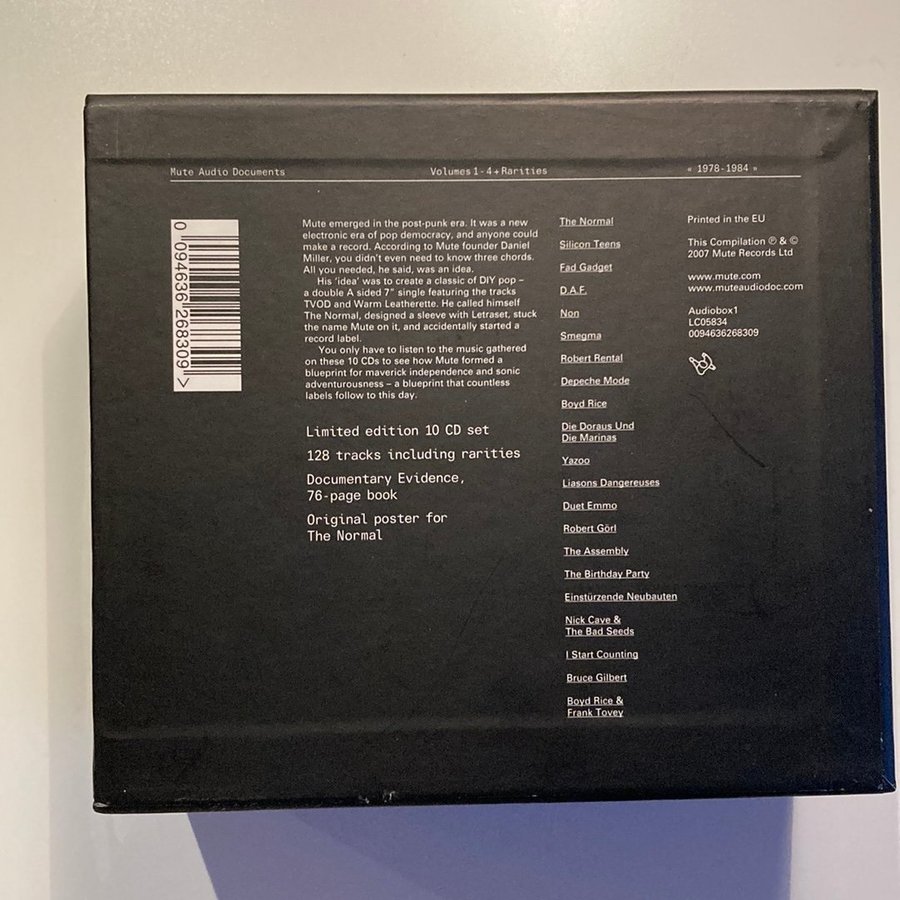 Mute Audio Documents
Volumes 1-4+Rarities
« 1978-1984 »
0 094636 268309 >
Mute emerged in the post-punk era. It was a new
electronic era of pop democracy, and anyone could
make a record. According to Mute founder Daniel
Miller, you didn't even need to know three chords.
All you needed, he said, was an idea.
His 'idea' was to create a classic of DIY pop –
a double A sided 7" single featuring the tracks
TVOD and Warm Leatherette. He called himself
The Normal, designed a sleeve with Letraset, stuck
the name Mute on it, and accidentally started a
record label.
You only have to listen to the music gathered
on these 10 CDs to see how Mute formed a
blueprint for maverick independence and sonic
adventurousness – a blueprint that countless
labels follow to this day.
Limited edition 10 CD set
128 tracks including rarities
Documentary Evidence,
76-page book
Original poster for
The Normal
The Normal
Silicon Teens
Fad Gadget
D.A.F.
Non
Smegma
Robert Rental
Depeche Mode
Boyd Rice
Die Doraus Und
Die Marinas
Yazoo
Liasons Dangereuses
Duet Emmo
Robert Görl
The Assembly
The Birthday Party
Einstürzende Neubauten
Nick Cave &
The Bad Seeds
I Start Counting
Bruce Gilbert
Boyd Rice &
Frank Tovey
Printed in the EU
This Compilation ℗ & ©
2007 Mute Records Ltd
www.mute.com
www.muteaudiodoc.com
Audiobox1
LC05834
0094636268309